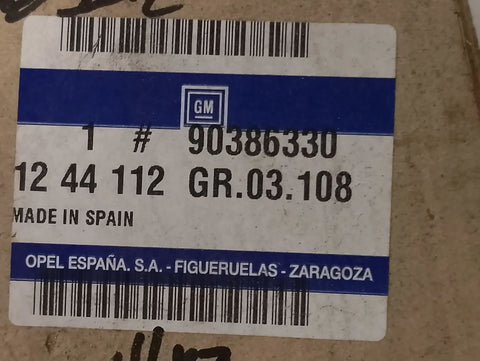 GM
1 # 90386330
12 44 112 GR.03.108
MADE IN SPAIN
OPEL ESPAÑA. S.A. - FIGUERUELAS - ZARAGOZA